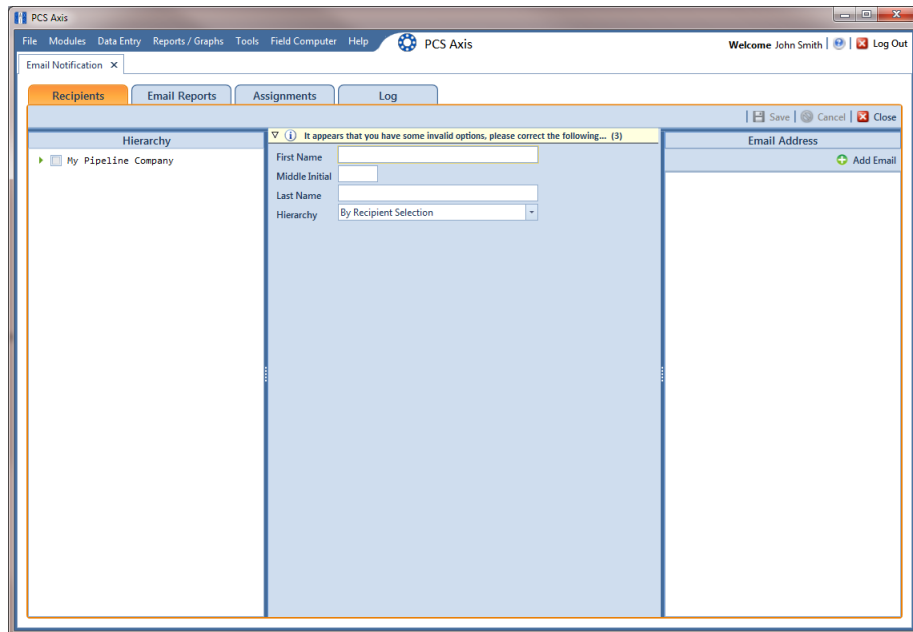 PCS Axis
File Modules Data Entry Reports / Graphs Tools Field Computer Help PCS Axis Welcome John Smith Log Out
Email Notification
Recipients Email Reports Assignments Log
Save Cancel Close
Hierarchy
My Pipeline Company
It appears that you have some invalid options, please correct the following... (3)
First Name
Middle Initial
Last Name
Hierarchy By Recipient Selection
Email Address
Add Email